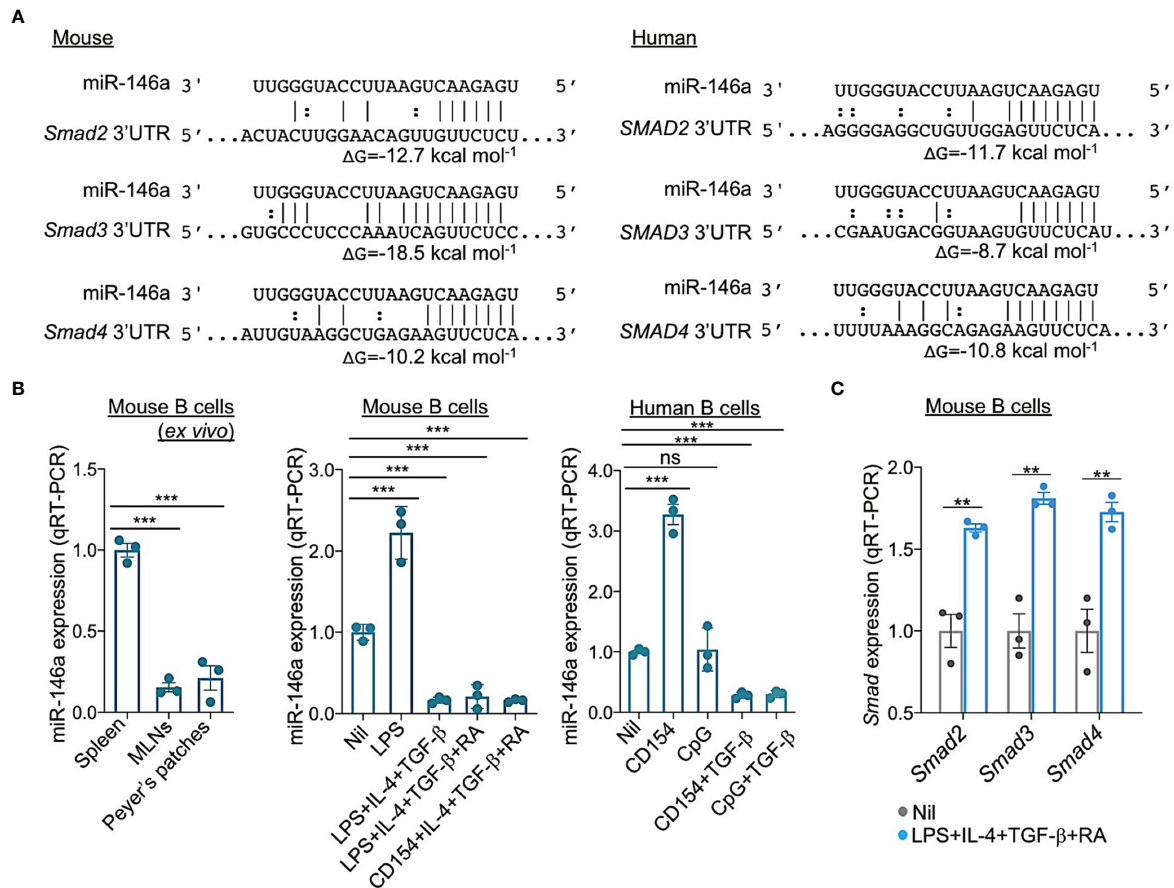 A
Mouse
miR-146a 3' UUGGGUACCUUAAGUCAAGAGU 5′
Smad2 3′UTR 5′...ACUACUUGGAACAGUUGUUCUCU...3′
ΔG=-12.7 kcal mol-1
miR-146a 3' UUGGGUACCUUAAGUCAAGAGU 5′
Smad3 3′UTR 5′...GUGCCCUCCCAAAUCAGUUCUCC...3′
ΔG=-18.5 kcal mol-1
miR-146a 3' UUGGGUACCUUAAGUCAAGAGU 5′
Smad4 3′UTR 5′...AUUGUAAGGCUGAGAAGUUCUCA...3′
ΔG=-10.2 kcal mol-1
Human
miR-146a 3' UUGGGUACCUUAAGUCAAGAGU 5′
SMAD2 3′UTR 5'...AGGGGAGGCUGUUGGAGUUCUCA... 3′
ΔG=-11.7 kcal mol-1
miR-146a 3' UUGGGUACCUUAAGUCAAGAGU 5′
SMAD3 3′UTR 5′ ...CGAAUGACGGUAAGUGUUCUCAU...3′
ΔG=-8.7 kcal mol-1
miR-146a 3′ UUGGGUACCUUAAGUCAAGAGU 5′
SMAD4 3′UTR 5′ ...UUUUAAAGGCAGAGAAGUUCUCA...3′
ΔG=-10.8 kcal mol-1
B
Mouse B cells
(ex vivo)
miR-146a expression (qRT-PCR)
1.5
1.0
0.5
0.0
***
***
Spleen
MLNs
Peyer's patches
Mouse B cells
miR-146a expression (qRT-PCR)
3.0
2.0
1.0
0.0
***
***
***
***
Nil
LPS
LPS+IL-4+TGF-β
LPS+IL-4+TGF-β+RA
CD154+IL-4+TGF-β+RA
Human B cells
miR-146a expression (qRT-PCR)
4.0
3.0
2.0
1.0
0.0
***
***
ns
***
Nil
CD154
CpG
CD154+TGF-β
CpG+TGF-β
C
Mouse B cells
Smad expression (qRT-PCR)
2.0
1.5
1.0
0.5
**
**
**
Smad2
Smad3
Smad4
Nil
LPS+IL-4+TGF-β+RA